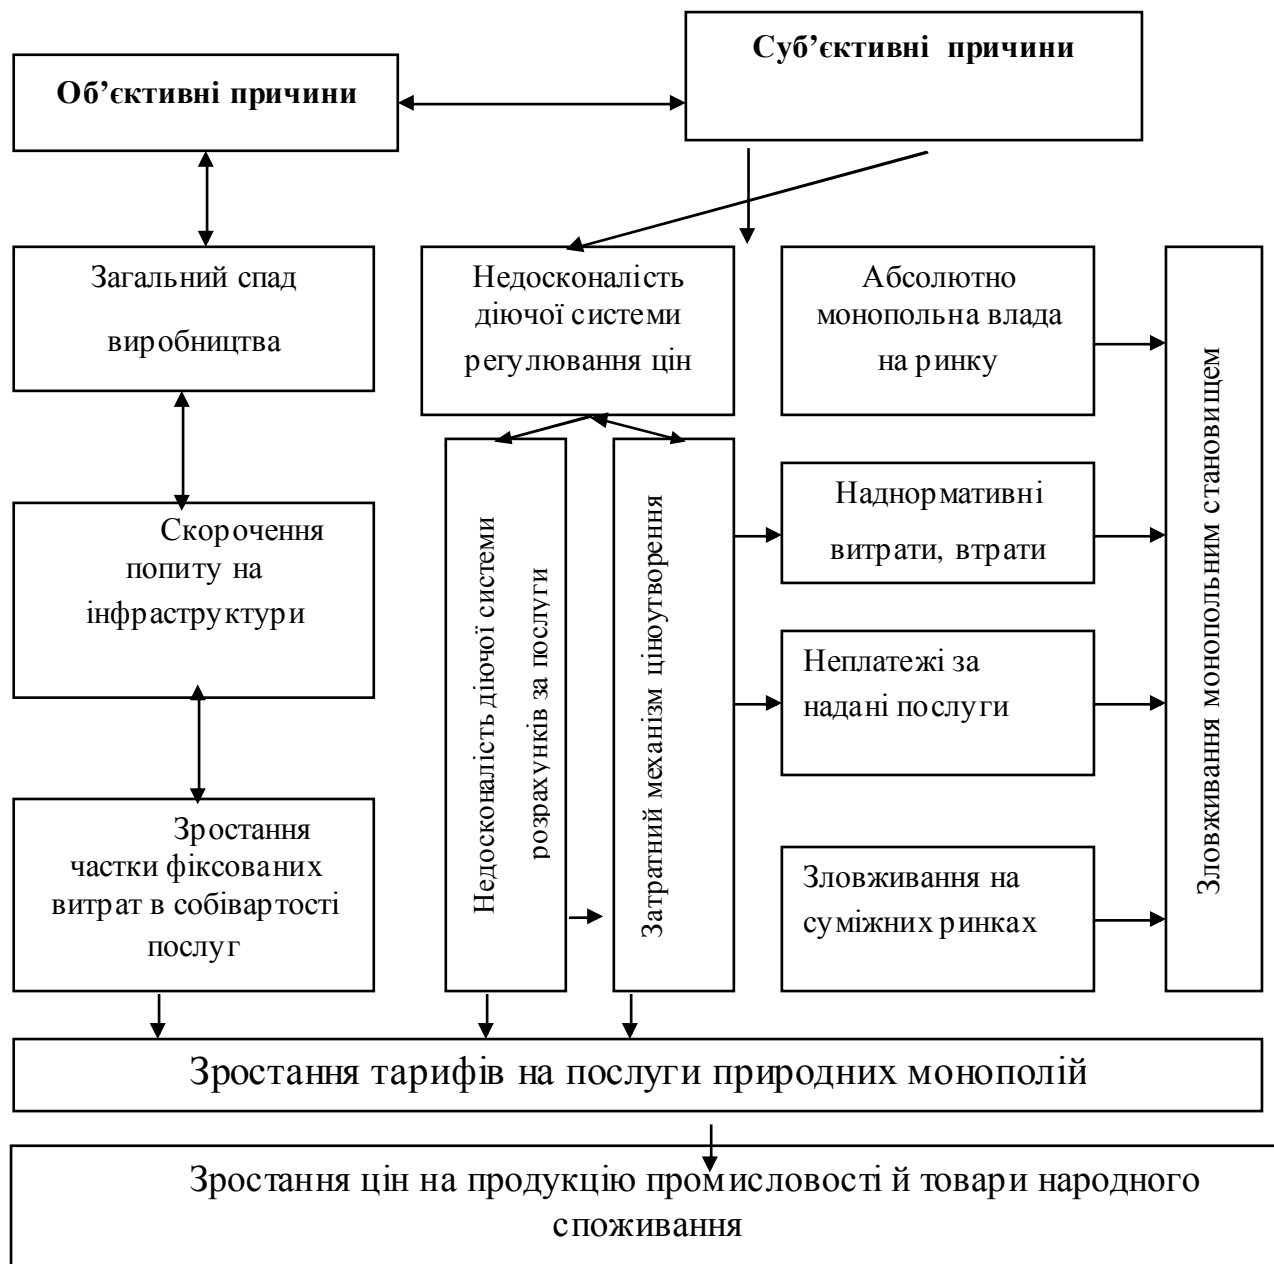 Суб’єктивні причини
Об’єктивні причини
Загальний спад
виробництва
Недосконалість
діючої системи
регулювання цін
Абсолютно
монопольна влада
на ринку
Зловживання монопольним становищем
Скорочення
попиту на
інфраструктури
Недосконалість діючої системи
розрахунків за послуги
Затратний механізм ціноутворення
Наднормативні
витрати, втрати
Неплатежі за
надані послуги
Зростання
частки фіксованих
витрат в собівартості
послуг
Зловживання на
суміжних ринках
Зростання тарифів на послуги природних монополій
Зростання цін на продукцію промисловості й товари народного
споживання